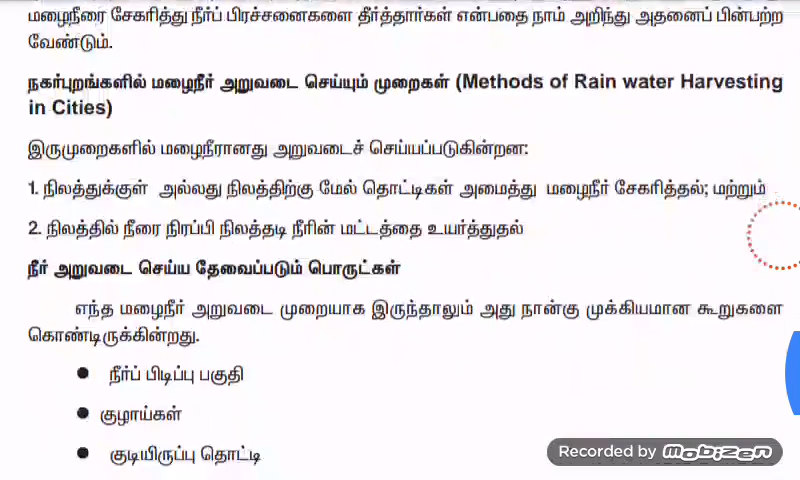 மழைநீரை சேகரித்து நீர்ப் பிரச்சனைகளை தீர்த்தார்கள் என்பதை நாம் அறிந்து அதனைப் பின்பற்ற
வேண்டும்.
நகர்புறங்களில் மழைநீர் அறுவடை செய்யும் முறைகள் (Methods of Rain water Harvesting
in Cities)
இருமுறைகளில் மழைநீரானது அறுவடைச் செய்யப்படுகின்றன:
1. நிலத்துக்குள் அல்லது நிலத்திற்கு மேல் தொட்டிகள் அமைத்து மழைநீர் சேகரித்தல்; மற்றும்
2. நிலத்தில் நீரை நிரப்பி நிலத்தடி நீரின் மட்டத்தை உயர்த்துதல்
நீர் அறுவடை செய்ய தேவைப்படும் பொருட்கள்
எந்த மழைநீர் அறுவடை முறையாக இருந்தாலும் அது நான்கு முக்கியமான கூறுகளை
கொண்டிருக்கின்றது.
● நீர்ப் பிடிப்பு பகுதி
● குழாய்கள்
● குடியிருப்பு தொட்டி
Recorded by mobizen